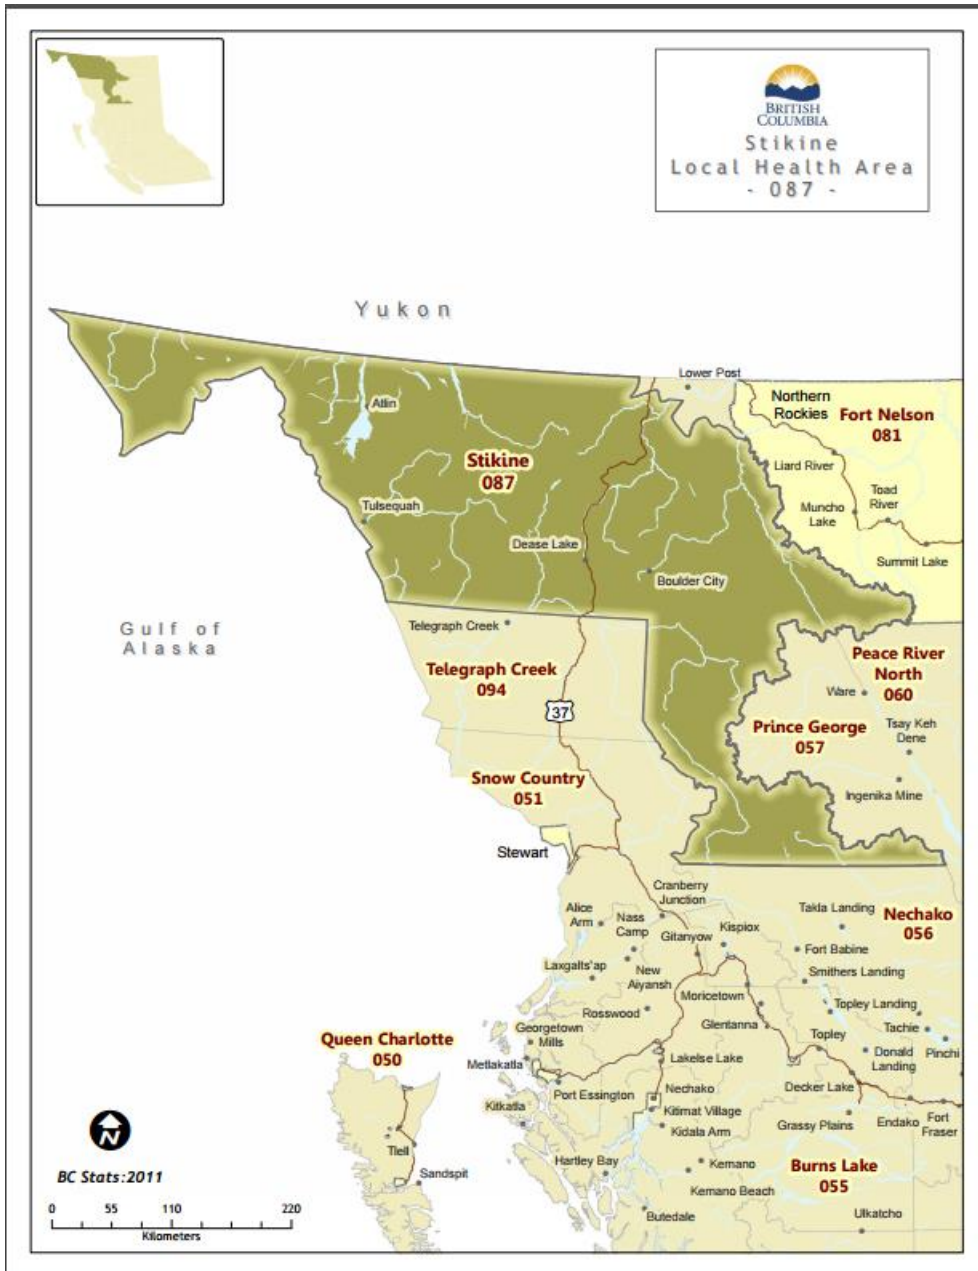 BRITISH
COLUMBIA
Stikine
Local Health Area
- 087 -
Yukon
Lower Post
Northern
Rockies
Fort Nelson
081
Atlin
Stikine
087
Liard River
Toad
River
Muncho
Lake
Tulsequah
Dease Lake
Summit Lake
Boulder City
Gulf of
Alaska
Telegraph Creek
Telegraph Creek
094
Peace River
North
060
Ware
37
Prince George
057
Tsay Keh
Dene
Snow Country
051
Ingenika Mine
Stewart
Cranberry
Junction
Alice
Arm
Nass
Camp
Gitanyow
Kispiox
Takla Landing
Nechako
056
Fort Babine
Laxgalts'ap
New
Aiyansh
Smithers Landing
Moricetown
Rosswood
Topley Landing
Glentanna
Topley
Tachie
Queen Charlotte
050
Georgetown
Mills
Metlakatla
Lakelse Lake
Donald
Landing
Pinchi
Port Essington
Nechako
Decker Lake
Kitkatla
Kitimat Village
Kidala Arm
Grassy Plains
Endako
Fort
Fraser
Tlell
Sandspit
Hartley Bay
Kemano
Kemano Beach
Burns Lake
055
Butedale
Ulkatcho
N
BC Stats:2011
0 55 110 220
Kilometers